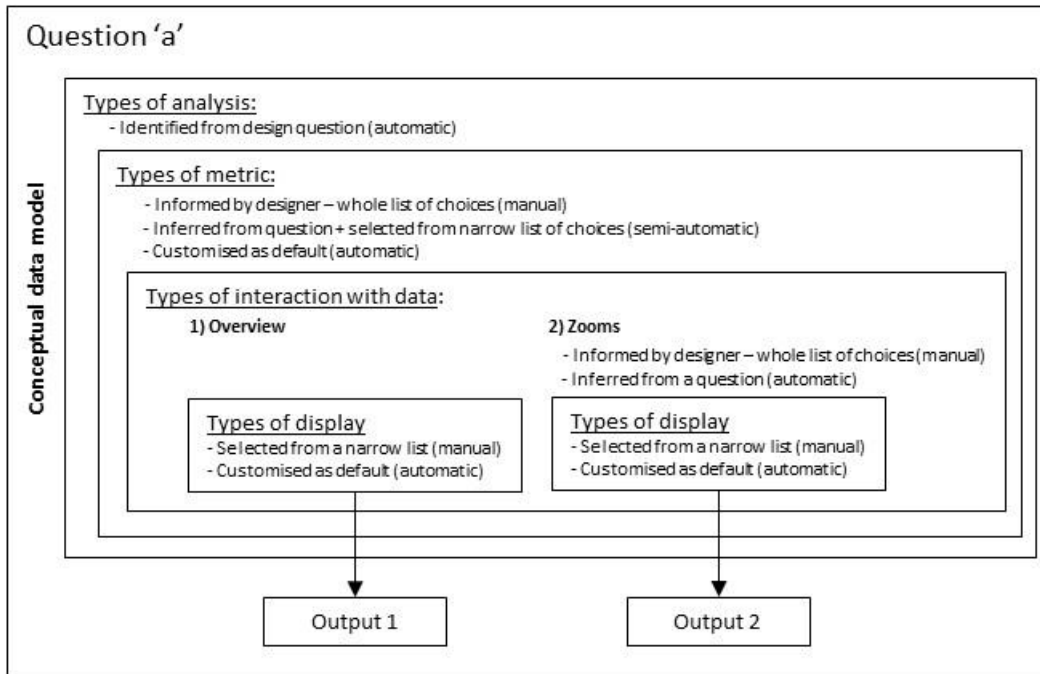 Question ‘a’
Conceptual data model
Types of analysis:
- Identified from design question (automatic)
Types of metric:
- Informed by designer – whole list of choices (manual)
- Inferred from question + selected from narrow list of choices (semi-automatic)
- Customised as default (automatic)
Types of interaction with data:
1) Overview
2) Zooms
- Informed by designer – whole list of choices (manual)
- Inferred from a question (automatic)
Types of display
- Selected from a narrow list (manual)
- Customised as default (automatic)
Types of display
- Selected from a narrow list (manual)
- Customised as default (automatic)
Output 1
Output 2